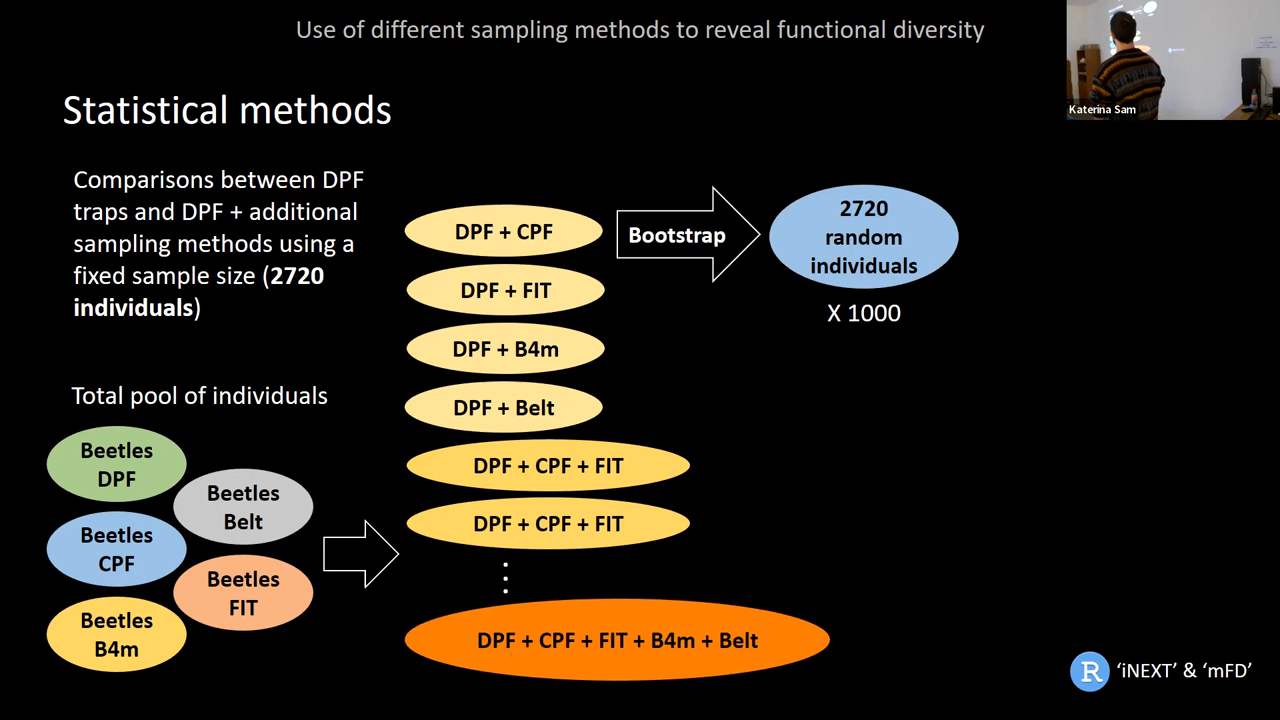 Use of different sampling methods to reveal functional diversity
Katerina Sam
Statistical methods
Comparisons between DPF
traps and DPF + additional
sampling methods using a
fixed sample size (2720
individuals)
Total pool of individuals
Beetles
DPF
Beetles
Belt
Beetles
CPF
Beetles
FIT
Beetles
B4m
DPF + CPF
DPF + FIT
DPF + B4m
DPF + Belt
DPF + CPF + FIT
DPF + CPF + FIT
DPF + CPF + FIT + B4m + Belt
Bootstrap
2720
random
individuals
X 1000
R ‘iNEXT’ & ‘mFD’